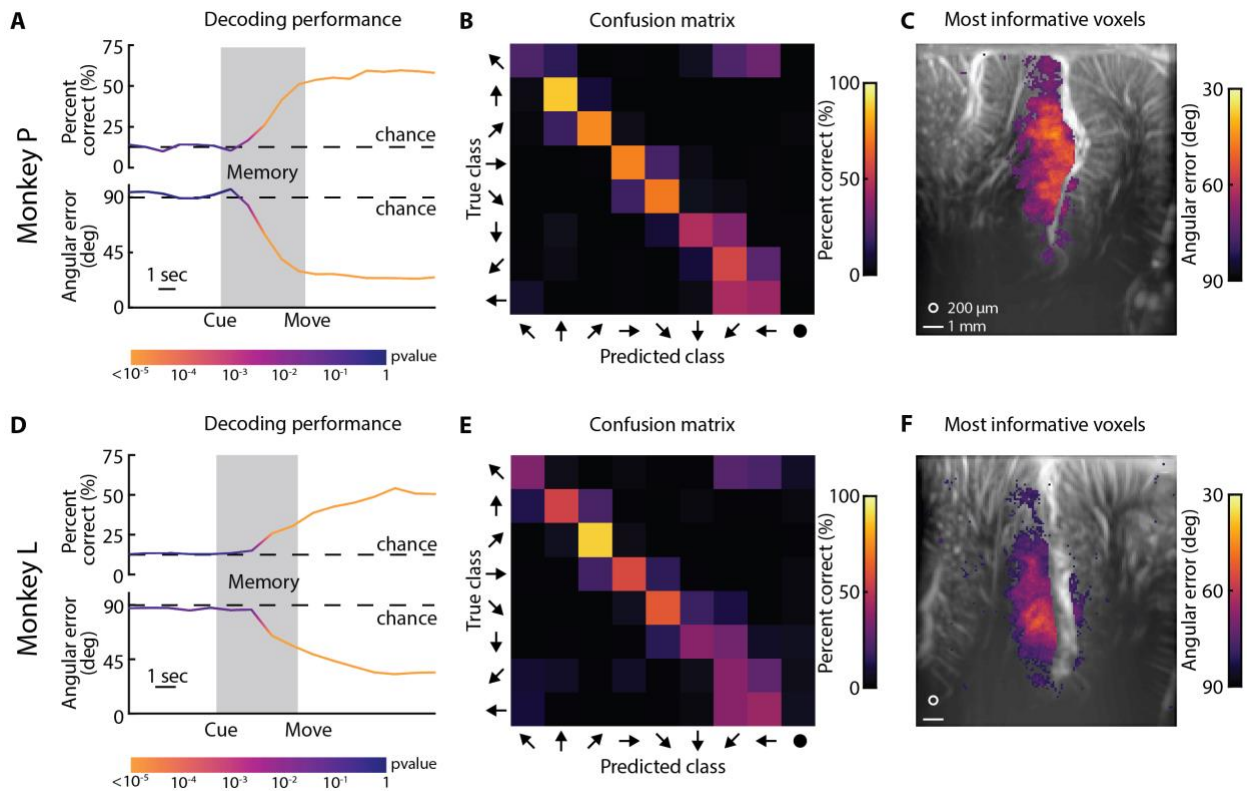 A
Decoding performance
Monkey P
Percent
correct (%)
75
50
25
0
chance
Memory
Angular error
(deg)
90
45
0
chance
1 sec
Cue
Move
pvalue
<10-5
10-4
10-3
10-2
10-1
1
B
Confusion matrix
True class
Predicted class
Percent correct (%)
100
50
0
C
Most informative voxels
200 µm
1 mm
Angular error (deg)
30
60
90
D
Decoding performance
Monkey L
Percent
correct (%)
75
50
25
0
chance
Memory
Angular error
(deg)
90
45
0
chance
1 sec
Cue
Move
pvalue
<10-5
10-4
10-3
10-2
10-1
1
E
Confusion matrix
True class
Predicted class
Percent correct (%)
100
50
0
F
Most informative voxels
Angular error (deg)
30
60
90